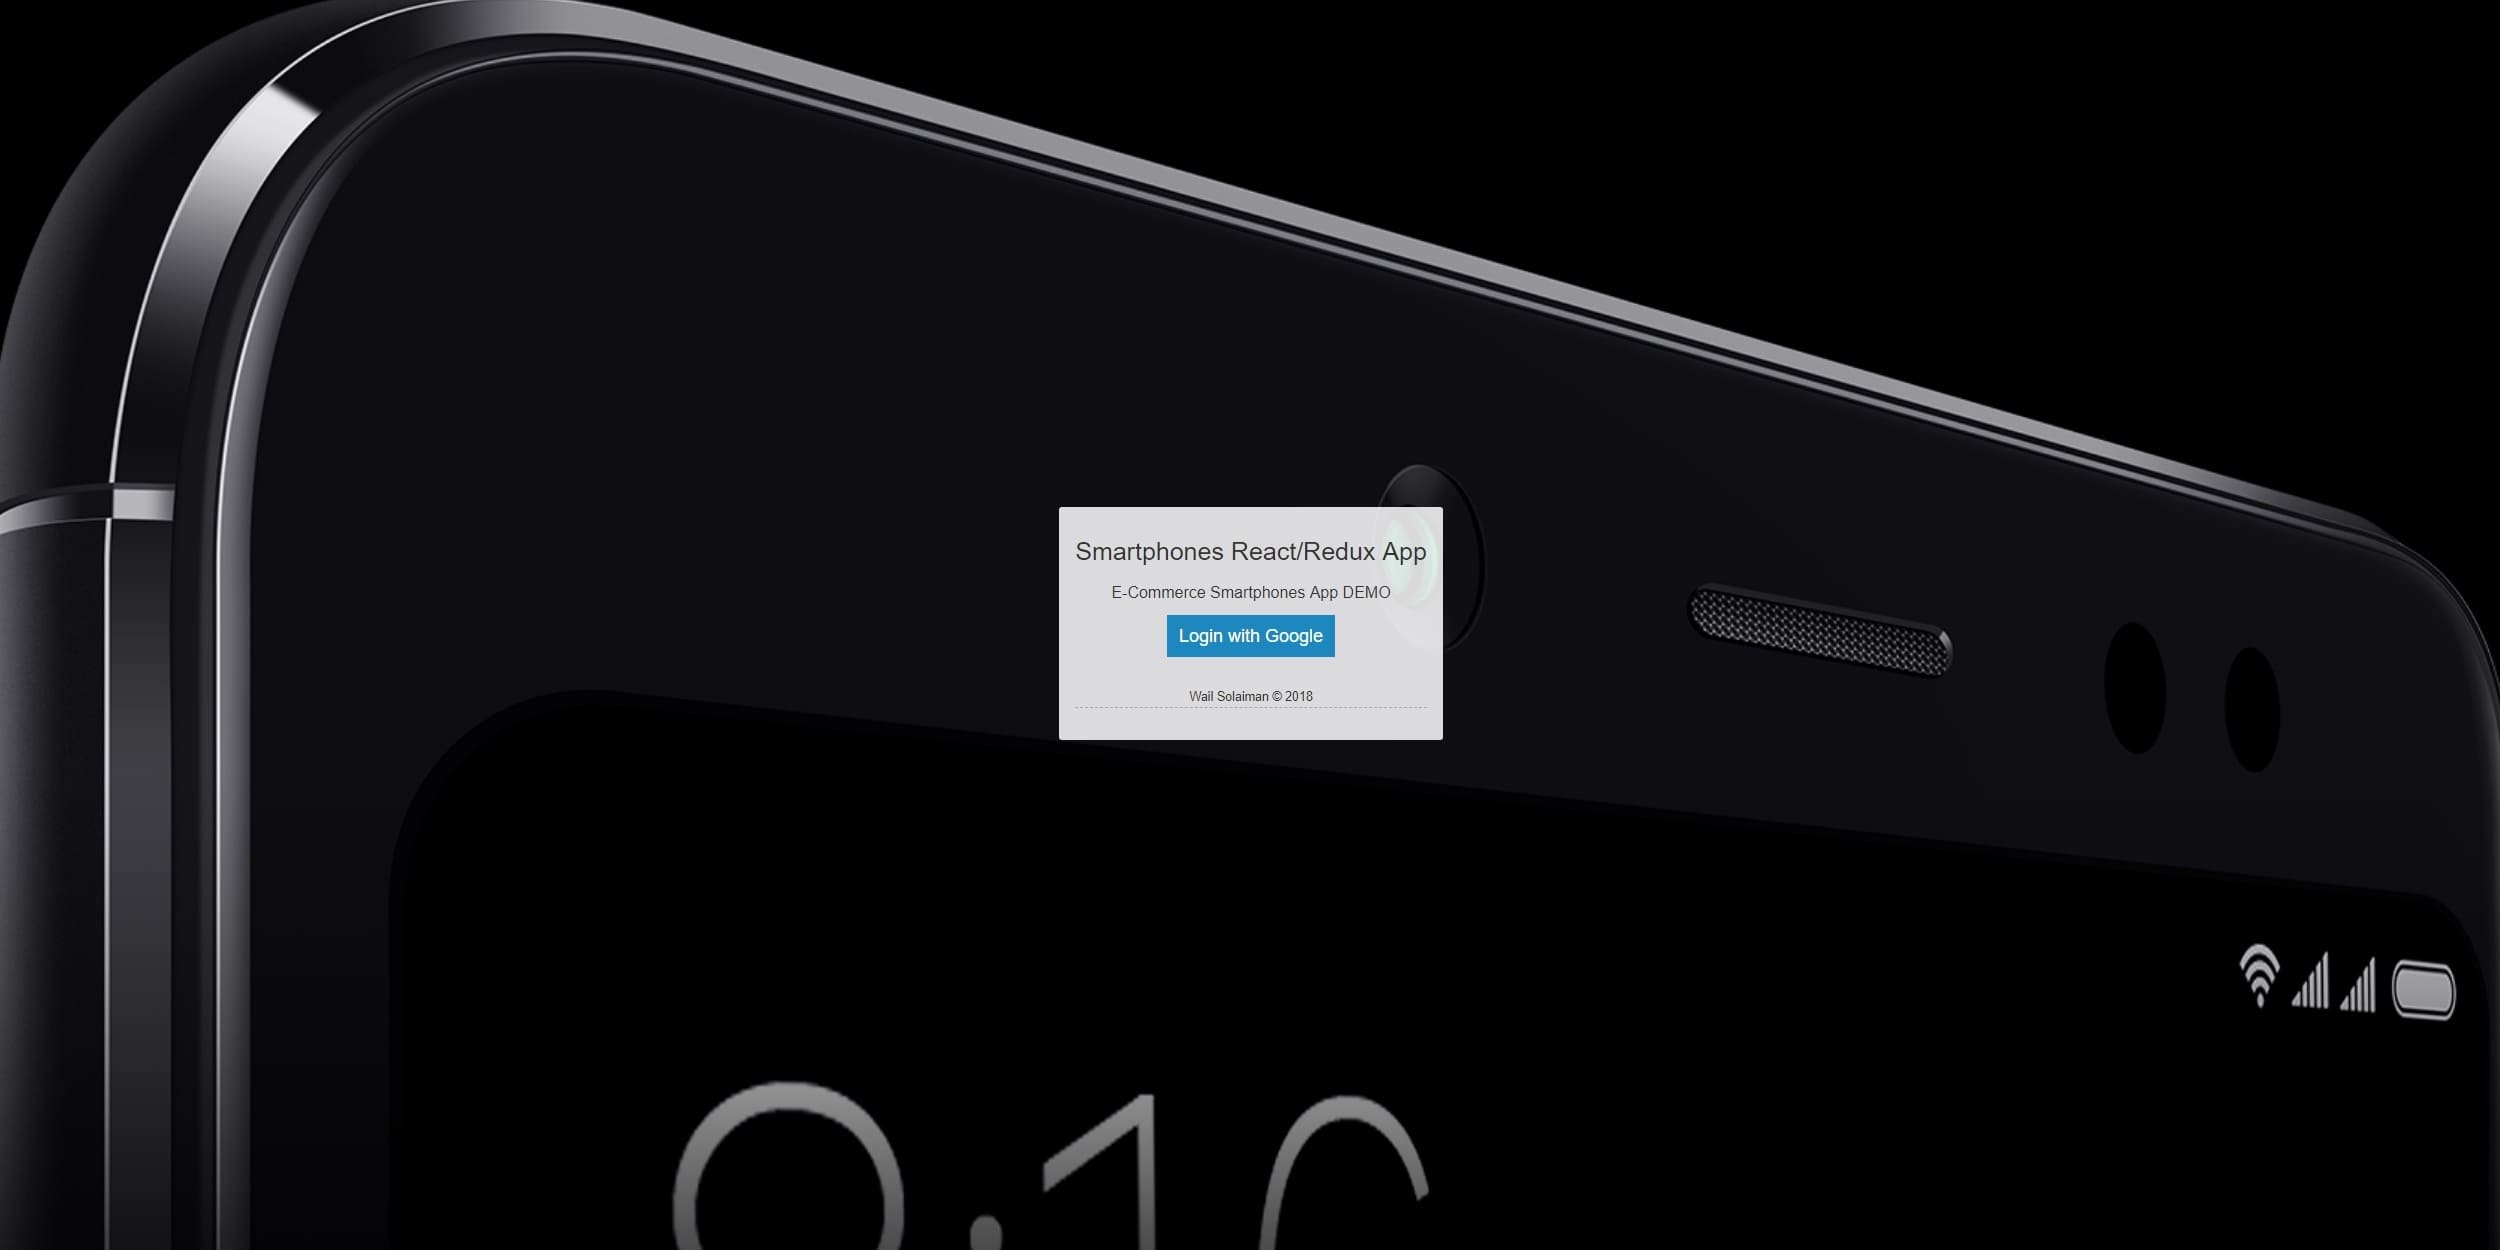 Smartphones React/Redux App
E-Commerce Smartphones App DEMO
Login with Google
Wail Solaiman © 2018